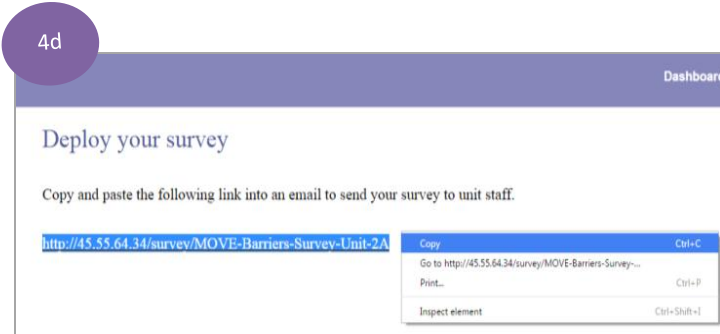 4d
Dashboar
Deploy your survey
Copy and paste the following link into an email to send your survey to unit staff.
http://45.55.64.34/survey/MOVE-Barriers-Survey-Unit-2A
Copy Ctrl+C
Go to http://45.55.64.34/survey/MOVE-Barriers-Survey-...
Print... Ctrl+P
Inspect element Ctrl+Shift+I